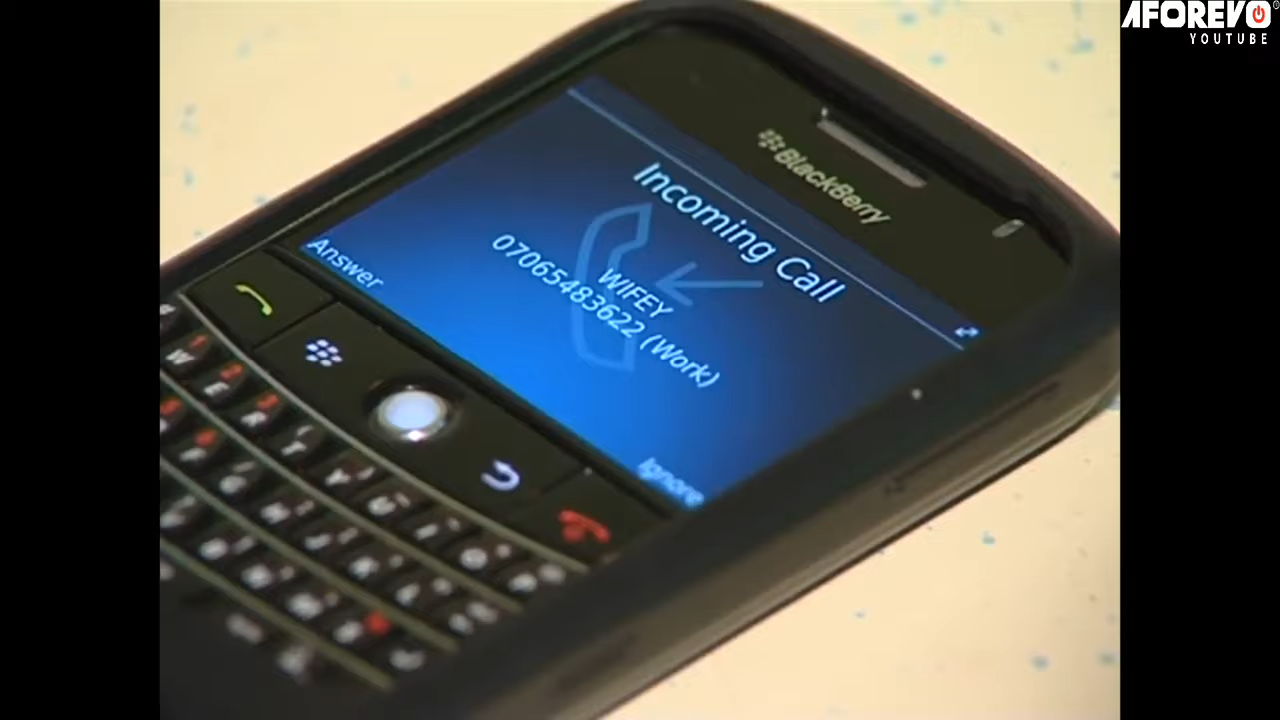 AFOREVO
YOUTUBE
BlackBerry
Incoming Call
WIFEY
07065483622 (Work)
Answer
Ignore